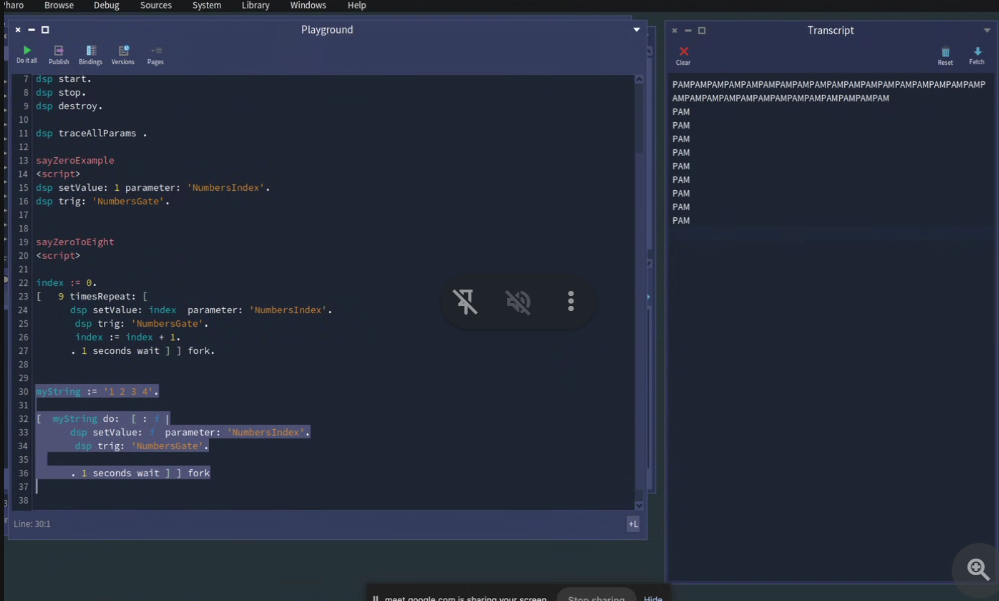 Pharo Browse Debug Sources System Library Windows Help
Playground
Do it all Publish Bindings Versions Pages
7 dsp start.
8 dsp stop.
9 dsp destroy.
10
11 dsp traceAllParams .
12
13 sayZeroExample
14 <script>
15 dsp setValue: 1 parameter: 'NumbersIndex'.
16 dsp trig: 'NumbersGate'.
17
18
19 sayZeroToEight
20 <script>
21
22 index := 0.
23 [ 9 timesRepeat: [
24 dsp setValue: index parameter: 'NumbersIndex'.
25 dsp trig: 'NumbersGate'.
26 index := index + 1.
27 . 1 seconds wait ] ] fork.
28
29
30 myString := '1 2 3 4'.
31
32 [ myString do: [ : i |
33 dsp setValue: i parameter: 'NumbersIndex'.
34 dsp trig: 'NumbersGate'.
35
36 . 1 seconds wait ] ] fork
37
38
Line: 30:1
+L
Transcript
Clear Reset Fetch
PAMPAMPAMPAMPAMPAMPAMPAMPAMPAMPAMPAMPAMPAMPAMPAMPAMPAMP
AMPAMPAMPAMPAMPAMPAMPAMPAMPAMPAMPAMPAM
PAM
PAM
PAM
PAM
PAM
PAM
PAM
PAM
PAM
meet.google.com is sharing your screen. Stop sharing Hide